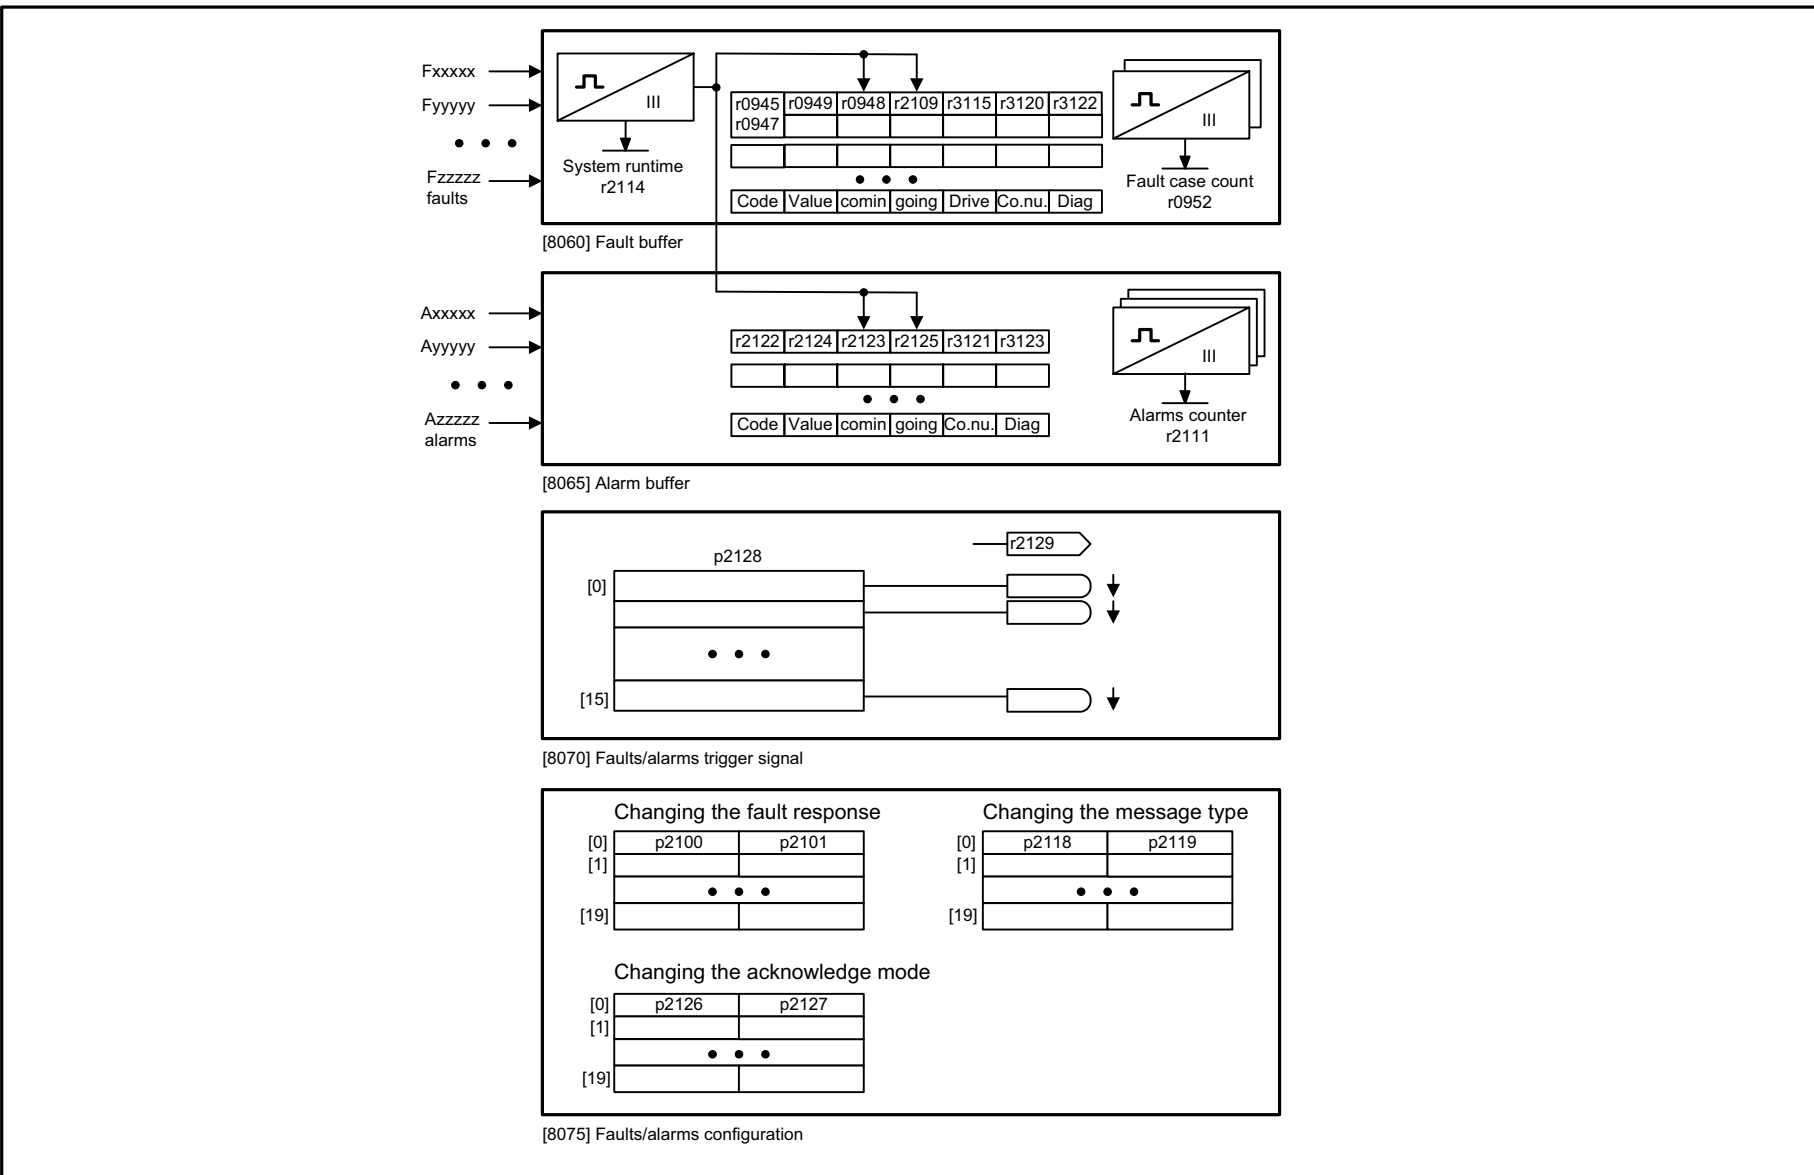 Fxxxxx
Fyyyyy
Fzzzzz
faults
III
System runtime
r2114
r0945 r0949 r0948 r2109 r3115 r3120 r3122
r0947
Code Value comin going Drive Co.nu. Diag
III
Fault case count
r0952
[8060] Fault buffer
Axxxxx
Ayyyyy
Azzzzz
alarms
r2122 r2124 r2123 r2125 r3121 r3123
Code Value comin going Co.nu. Diag
III
Alarms counter
r2111
[8065] Alarm buffer
p2128
r2129
[0]
[15]
[8070] Faults/alarms trigger signal
Changing the fault response
[0] p2100 p2101
[1]
[19]
Changing the message type
[0] p2118 p2119
[1]
[19]
Changing the acknowledge mode
[0] p2126 p2127
[1]
[19]
[8075] Faults/alarms configuration